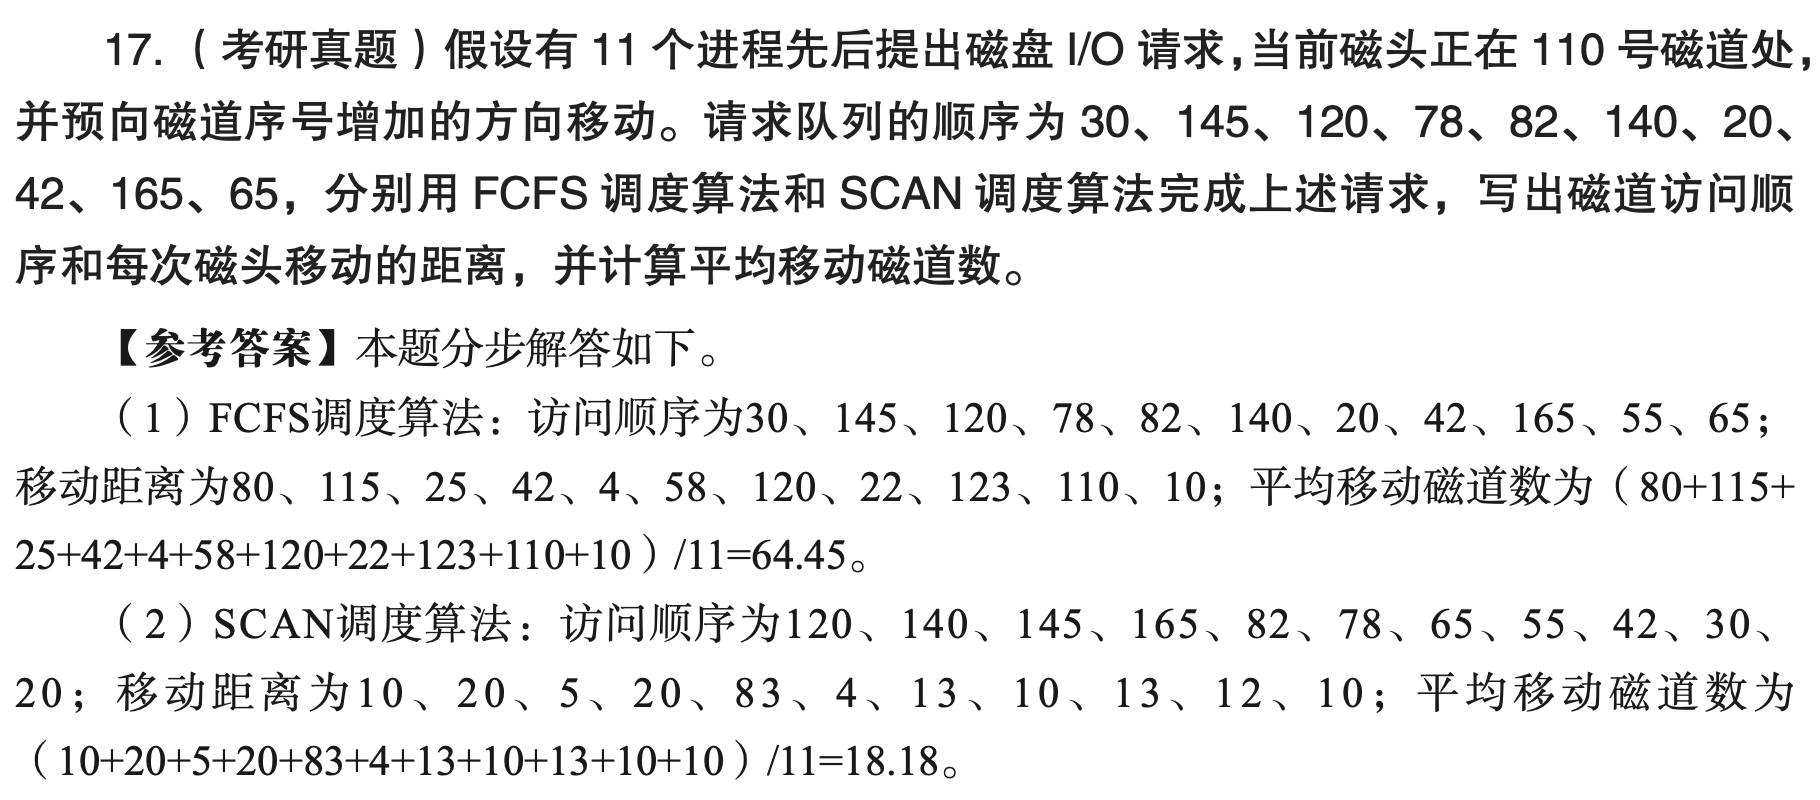 17.（考研真题）假设有 11 个进程先后提出磁盘 I/O 请求，当前磁头正在 110 号磁道处，
并预向磁道序号增加的方向移动。请求队列的顺序为 30、145、120、78、82、140、20、
42、165、65，分别用 FCFS 调度算法和 SCAN 调度算法完成上述请求，写出磁道访问顺
序和每次磁头移动的距离，并计算平均移动磁道数。
【参考答案】本题分步解答如下。
（1）FCFS调度算法：访问顺序为30、145、120、78、82、140、20、42、165、55、65；
移动距离为80、115、25、42、4、58、120、22、123、110、10；平均移动磁道数为（80+115+
25+42+4+58+120+22+123+110+10）/11=64.45。
（2）SCAN调度算法：访问顺序为120、140、145、165、82、78、65、55、42、30、
20；移动距离为10、20、5、20、83、4、13、10、13、12、10；平均移动磁道数为
（10+20+5+20+83+4+13+10+13+10+10）/11=18.18。